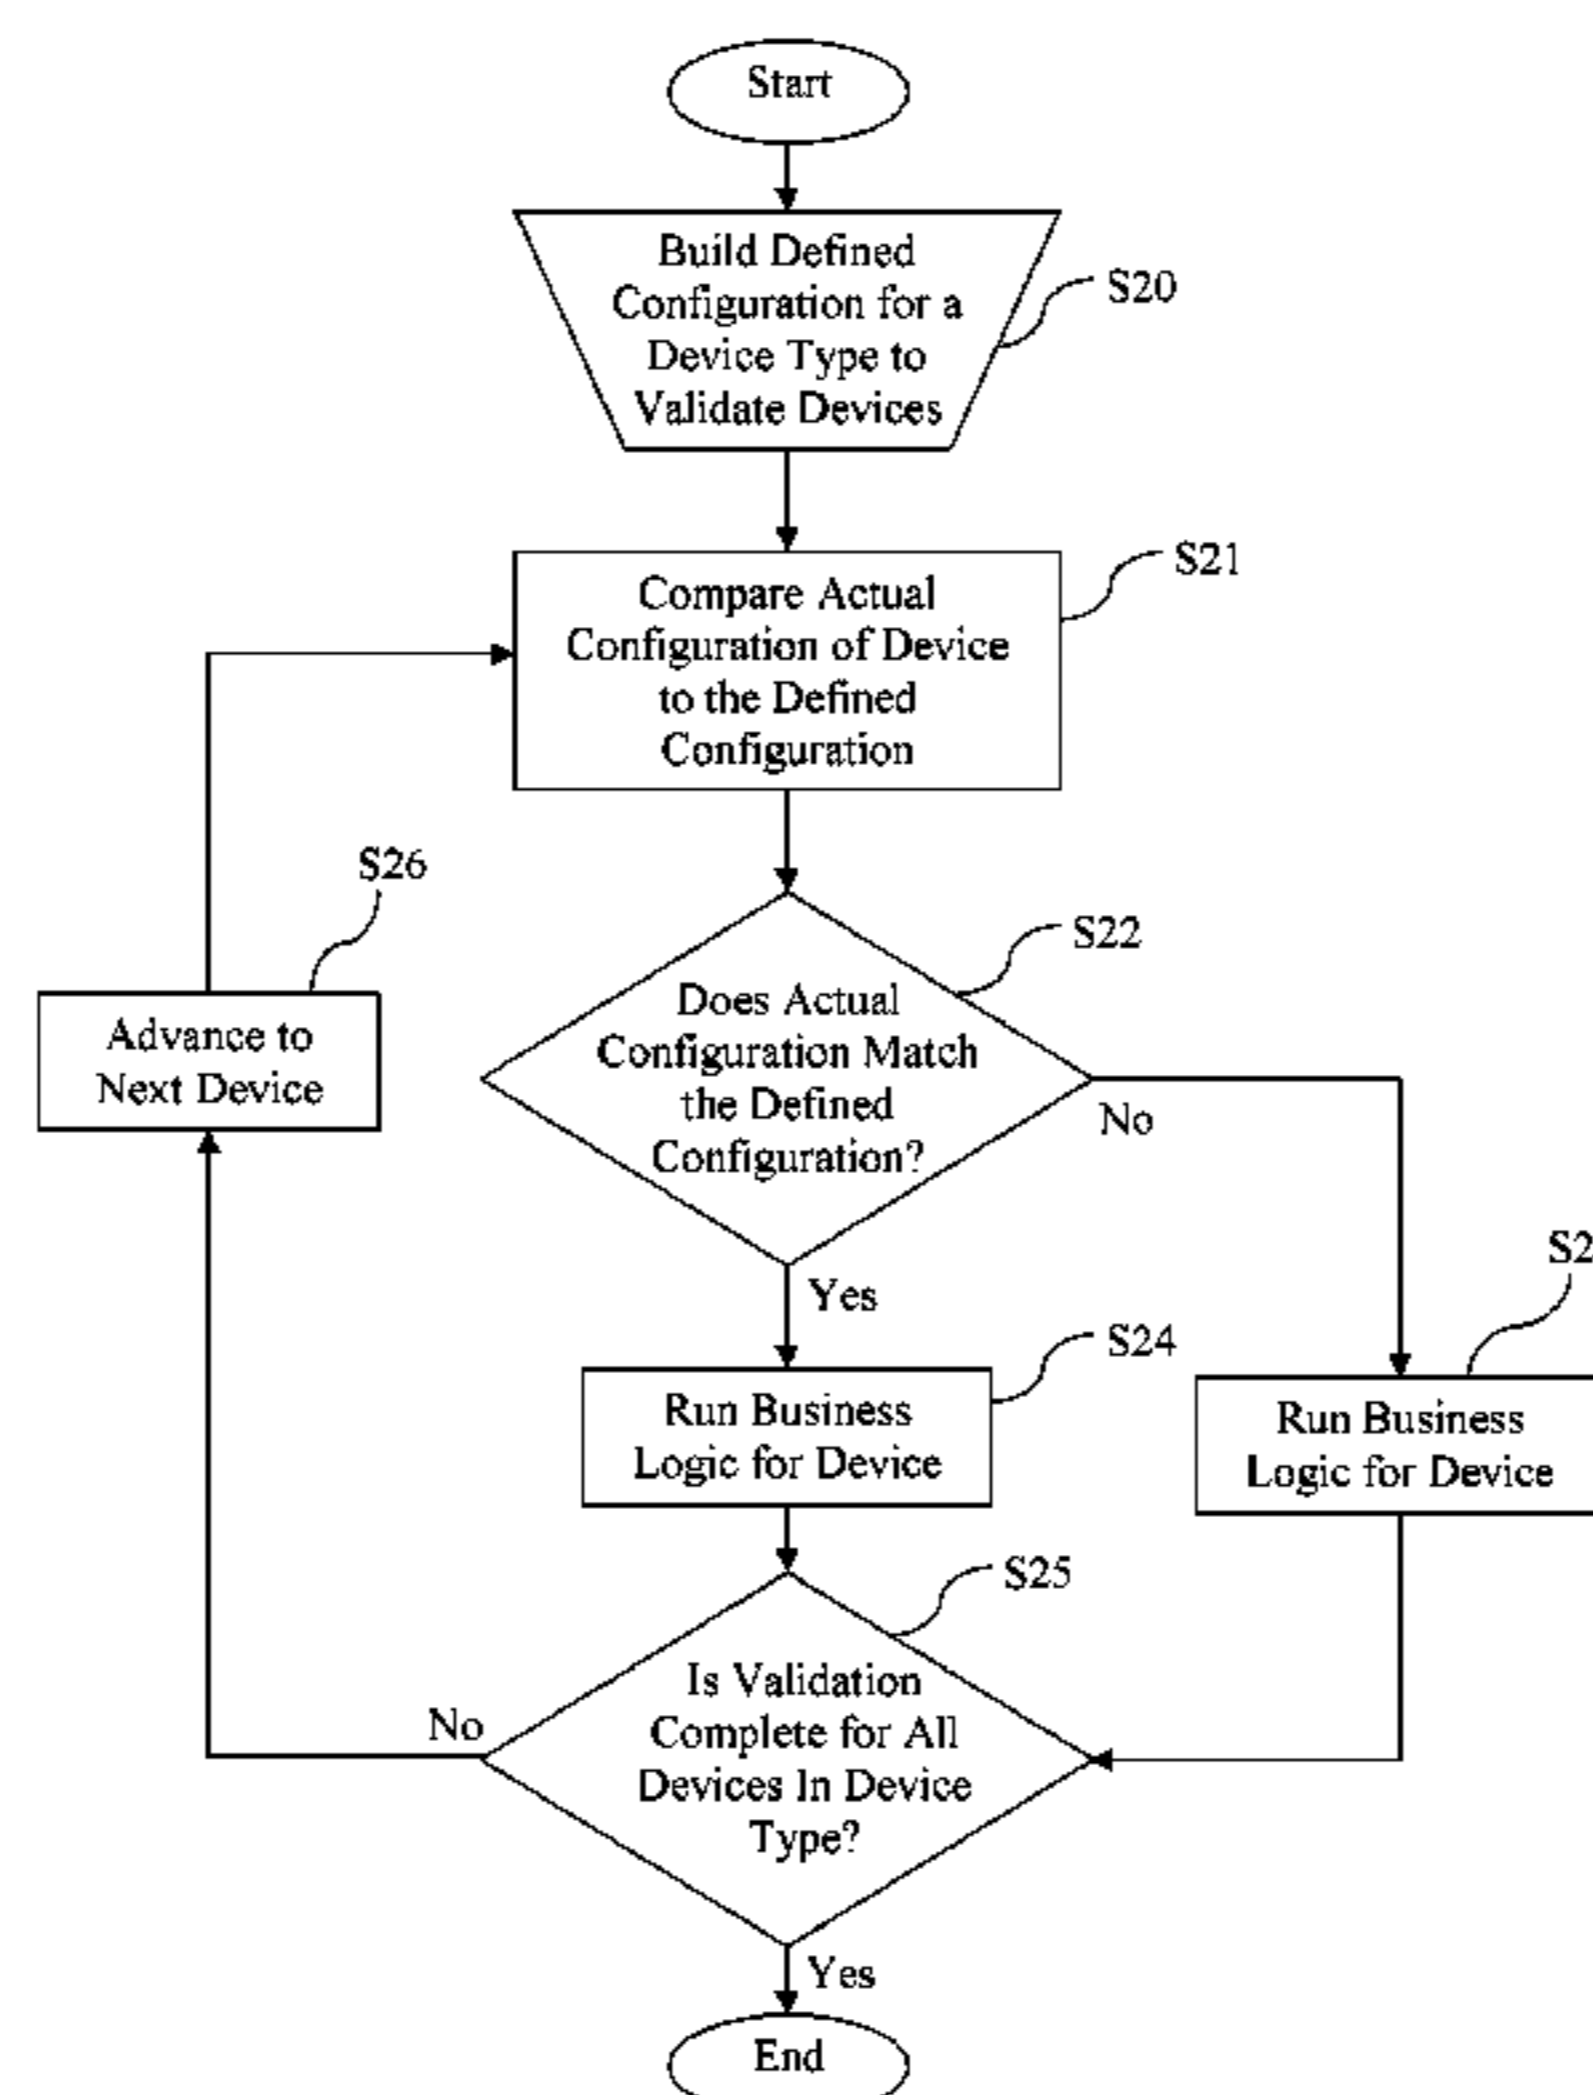 Start
Build Defined
Configuration for a
Device Type to
Validate Devices
S20
Compare Actual
Configuration of Device
to the Defined
Configuration
S21
S26
Advance to
Next Device
Does Actual
Configuration Match
the Defined
Configuration?
S22
No
Yes
S24
Run Business
Logic for Device
S2
Run Business
Logic for Device
S25
Is Validation
Complete for All
Devices In Device
Type?
No
Yes
End